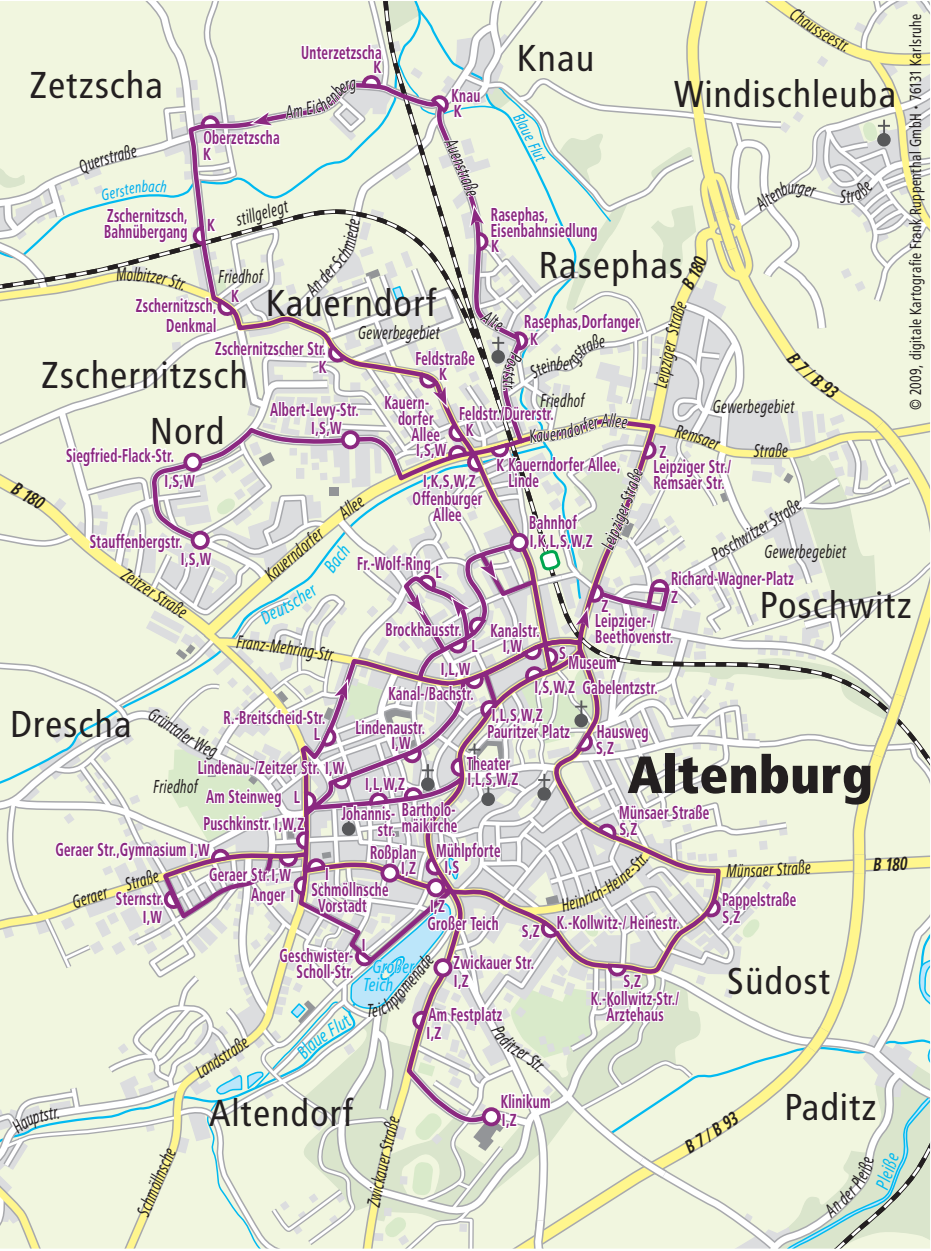 Unterzetzscha
K
Knau
Zetzscha
Windischleuba
Chausseestr.
© 2009, digitale Kartografie Frank Ruppenthal GmbH · 76131 Karlsruhe
Am Eichenberg
Knau
K
Blaue Flut
Oberzetzscha
K
Querstraße
Auenstraße
Gerstenbach
Altenburger Straße
Zschernitzsch,
Bahnübergang
K
stillgelegt
Rasephas,
Eisenbahnsiedlung
K
An der Schmiede
Rasephas
B 180
Molbitzer Str.
Friedhof
K
Zschernitzsch,
Denkmal
Kauerndorf
Gewerbegebiet
Alte Poststr.
Rasephas,Dorfanger
K
Leipziger Straße
Zschernitzscher Str.
K
Feldstraße
K
Steinbergstraße
B 7 / B 93
Zschernitzsch
Friedhof
Gewerbegebiet
Albert-Levy-Str.
I,S,W
Kauern-
dorfer
Allee
I,S,W
Feldstr./Dürerstr.
K
Kauerndorfer Allee
Nord
Remsaer Straße
Siegfried-Flack-Str.
I,S,W
K Kauerndorfer Allee,
Linde
Z
Leipziger Str./
Remsaer Str.
I,K,S,W,Z
Offenburger
Allee
B 180
Kauerndorfer Allee
Leipziger Straße
Bahnhof
I,K,L,S,W,Z
Poschwitzer Straße
Stauffenbergstr.
I,S,W
Gewerbegebiet
Zeitzer Straße
Deutscher Bach
Fr.-Wolf-Ring
L
Richard-Wagner-Platz
Z
Poschwitz
Z
Leipziger-/
Beethovenstr.
Brockhausstr.
L
Kanalstr.
I,W
Franz-Mehring-Str.
S
Museum
I,L,W
Kanal-/Bachstr.
I,S,W,Z
Gabelentzstr.
Drescha
Grüntaler Weg
R.-Breitscheid-Str.
L
Lindenaustr.
I,W
I,L,S,W,Z
Pauritzer Platz
Hausweg
S,Z
Lindenau-/Zeitzer Str. I,W
Theater
I,L,S,W,Z
Altenburg
Friedhof
Am Steinweg L
I,L,W,Z
Johannis-
str.
Bartholo-
mäikirche
Münsaer Straße
S,Z
Puschkinstr. I,W,Z
Geraer Str.,Gymnasium I,W
Roßplan
I,Z
Mühlpforte
I,S
Münsaer Straße
B 180
Geraer Straße
Geraer Str.I,W
I
Schmöllnsche
Vorstadt
Heinrich-Heine-Str.
Sternstr.
I,W
Anger I
I,Z
Großer Teich
Pappelstraße
S,Z
S,Z
K.-Kollwitz-/ Heinestr.
I
Geschwister-
Scholl-Str.
Großer
Teich
Teichpromenade
Zwickauer Str.
I,Z
S,Z
K.-Kollwitz-Str./
Ärztehaus
Südost
Am Festplatz
I,Z
Blaue Flut
Paditzer Str.
Landstraße
Klinikum
I,Z
Altendorf
Hauptstr.
Paditz
B 7 / B 93
Schmöllnsche
Zwickauer Straße
An der Pleiße
Pleiße